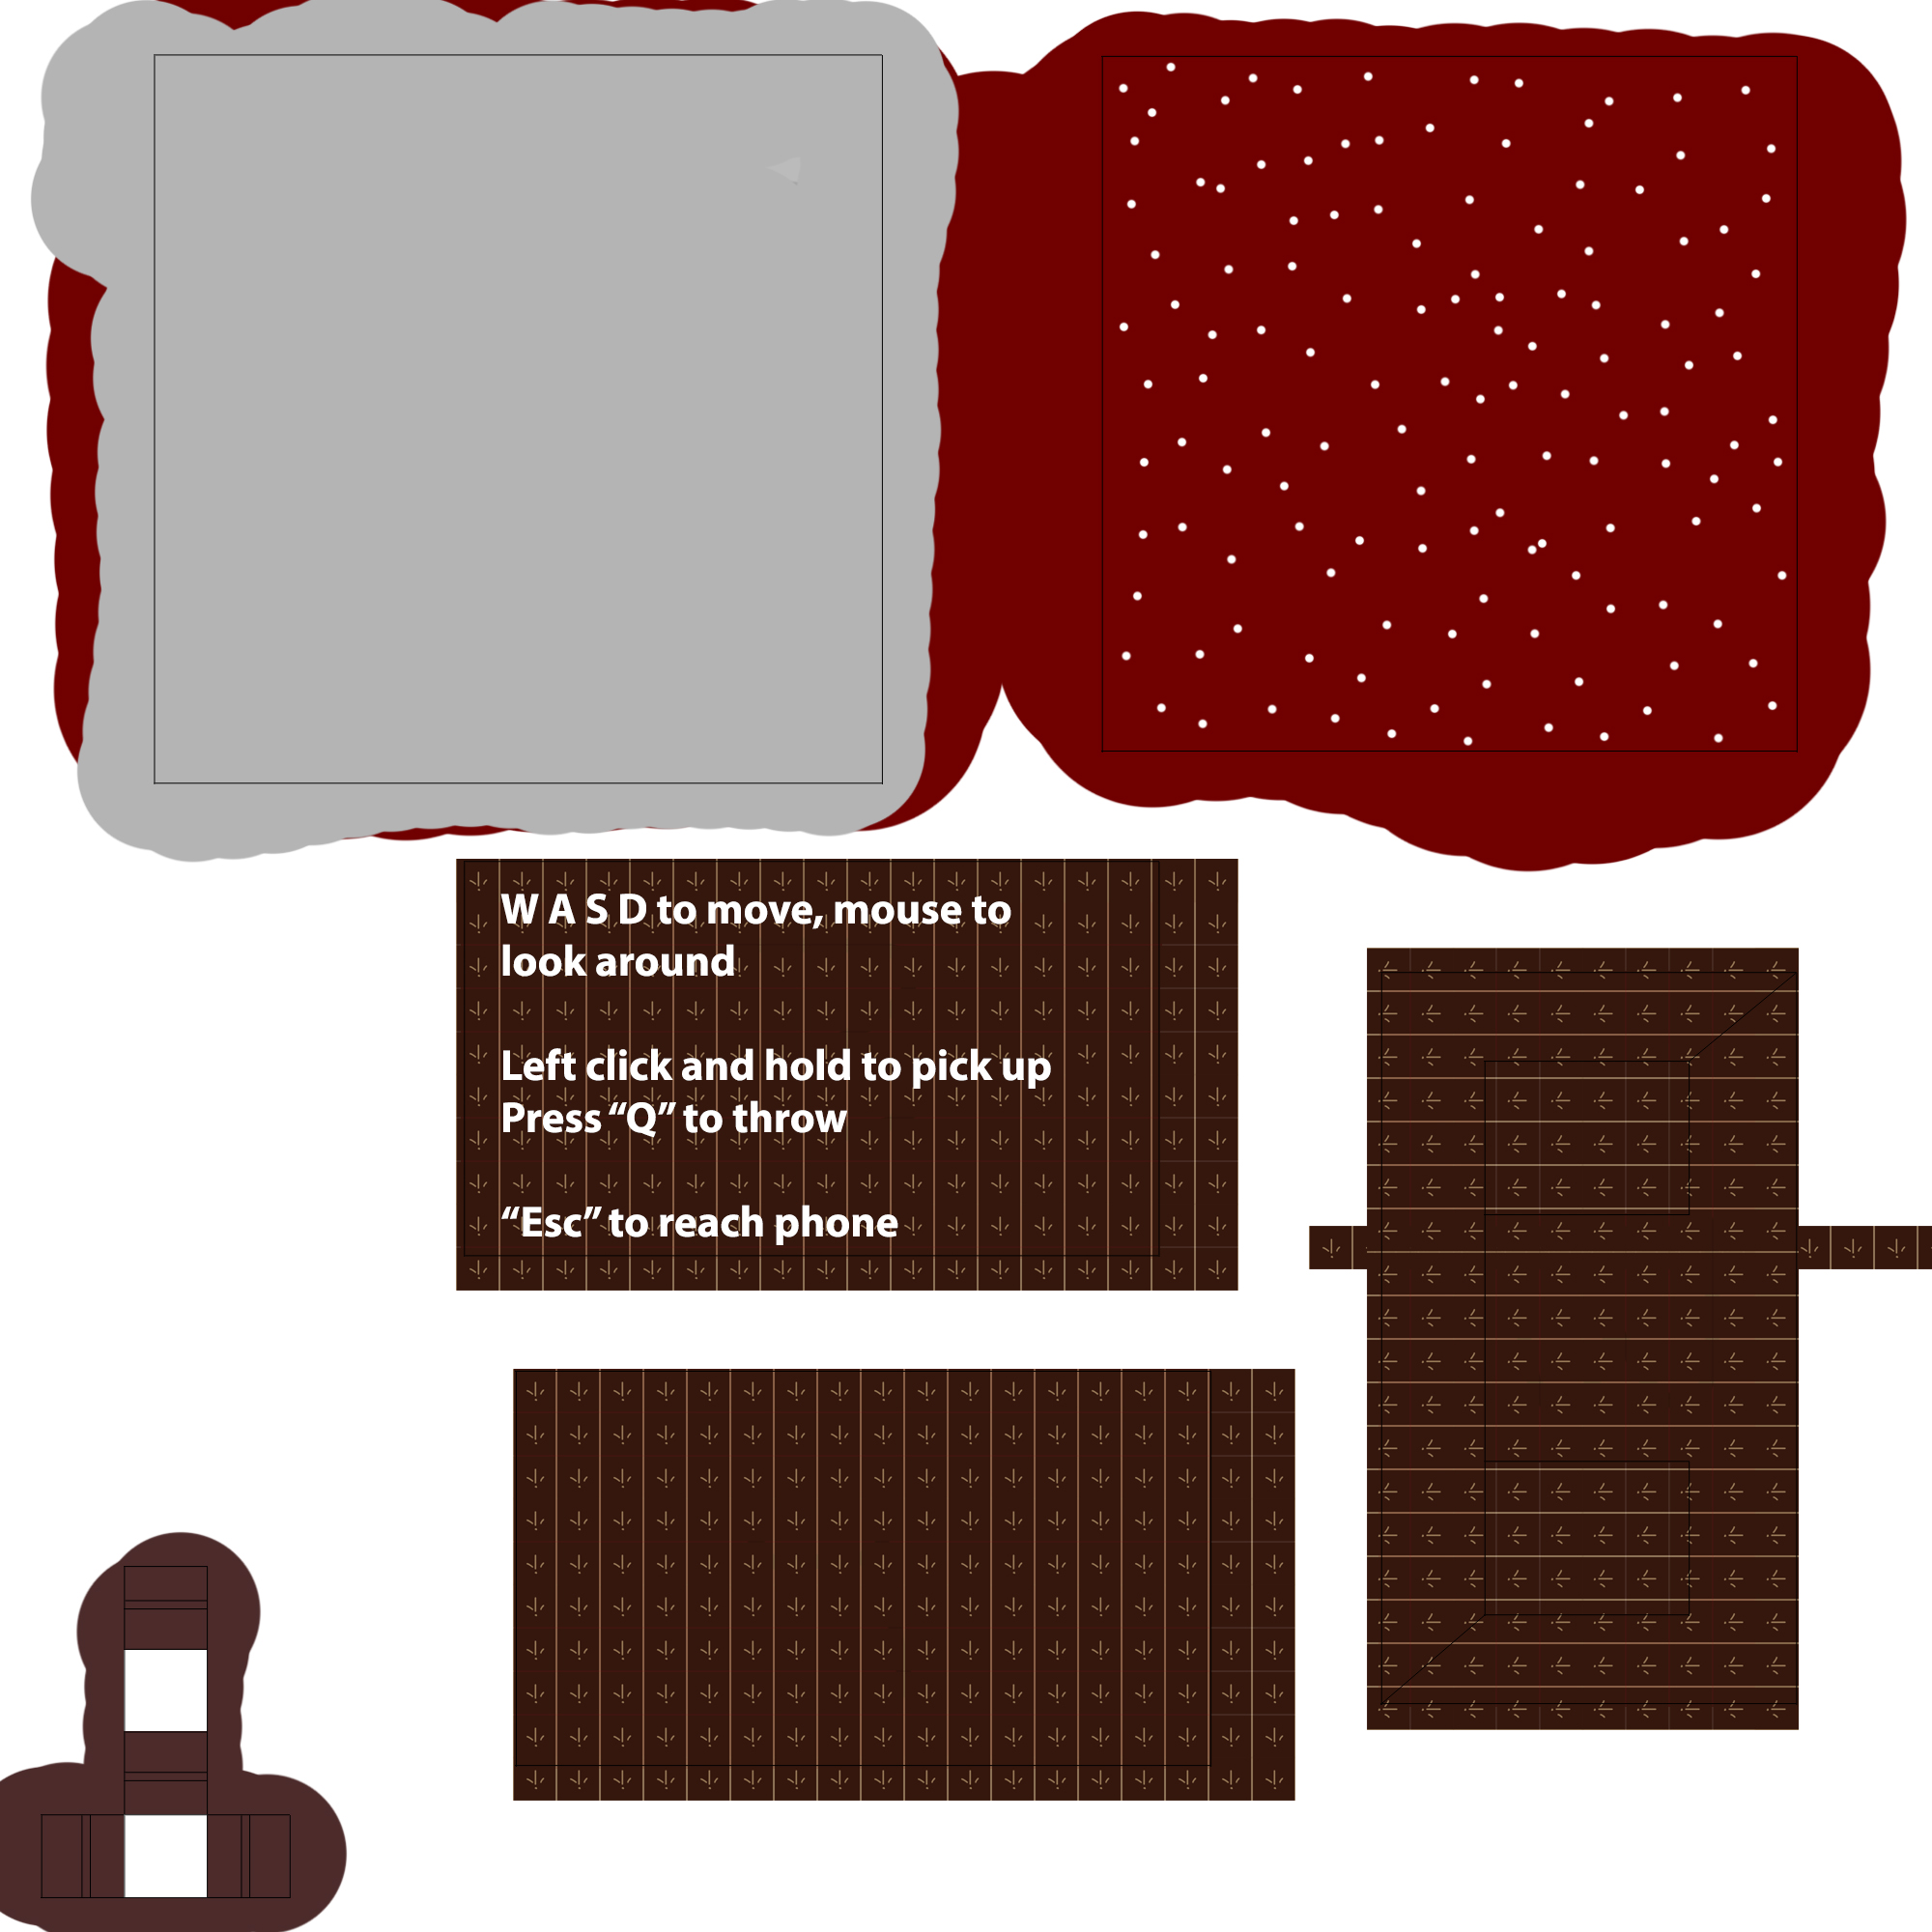 W A S D to move, mouse to
look around
Left click and hold to pick up
Press “Q” to throw
“Esc” to reach phone